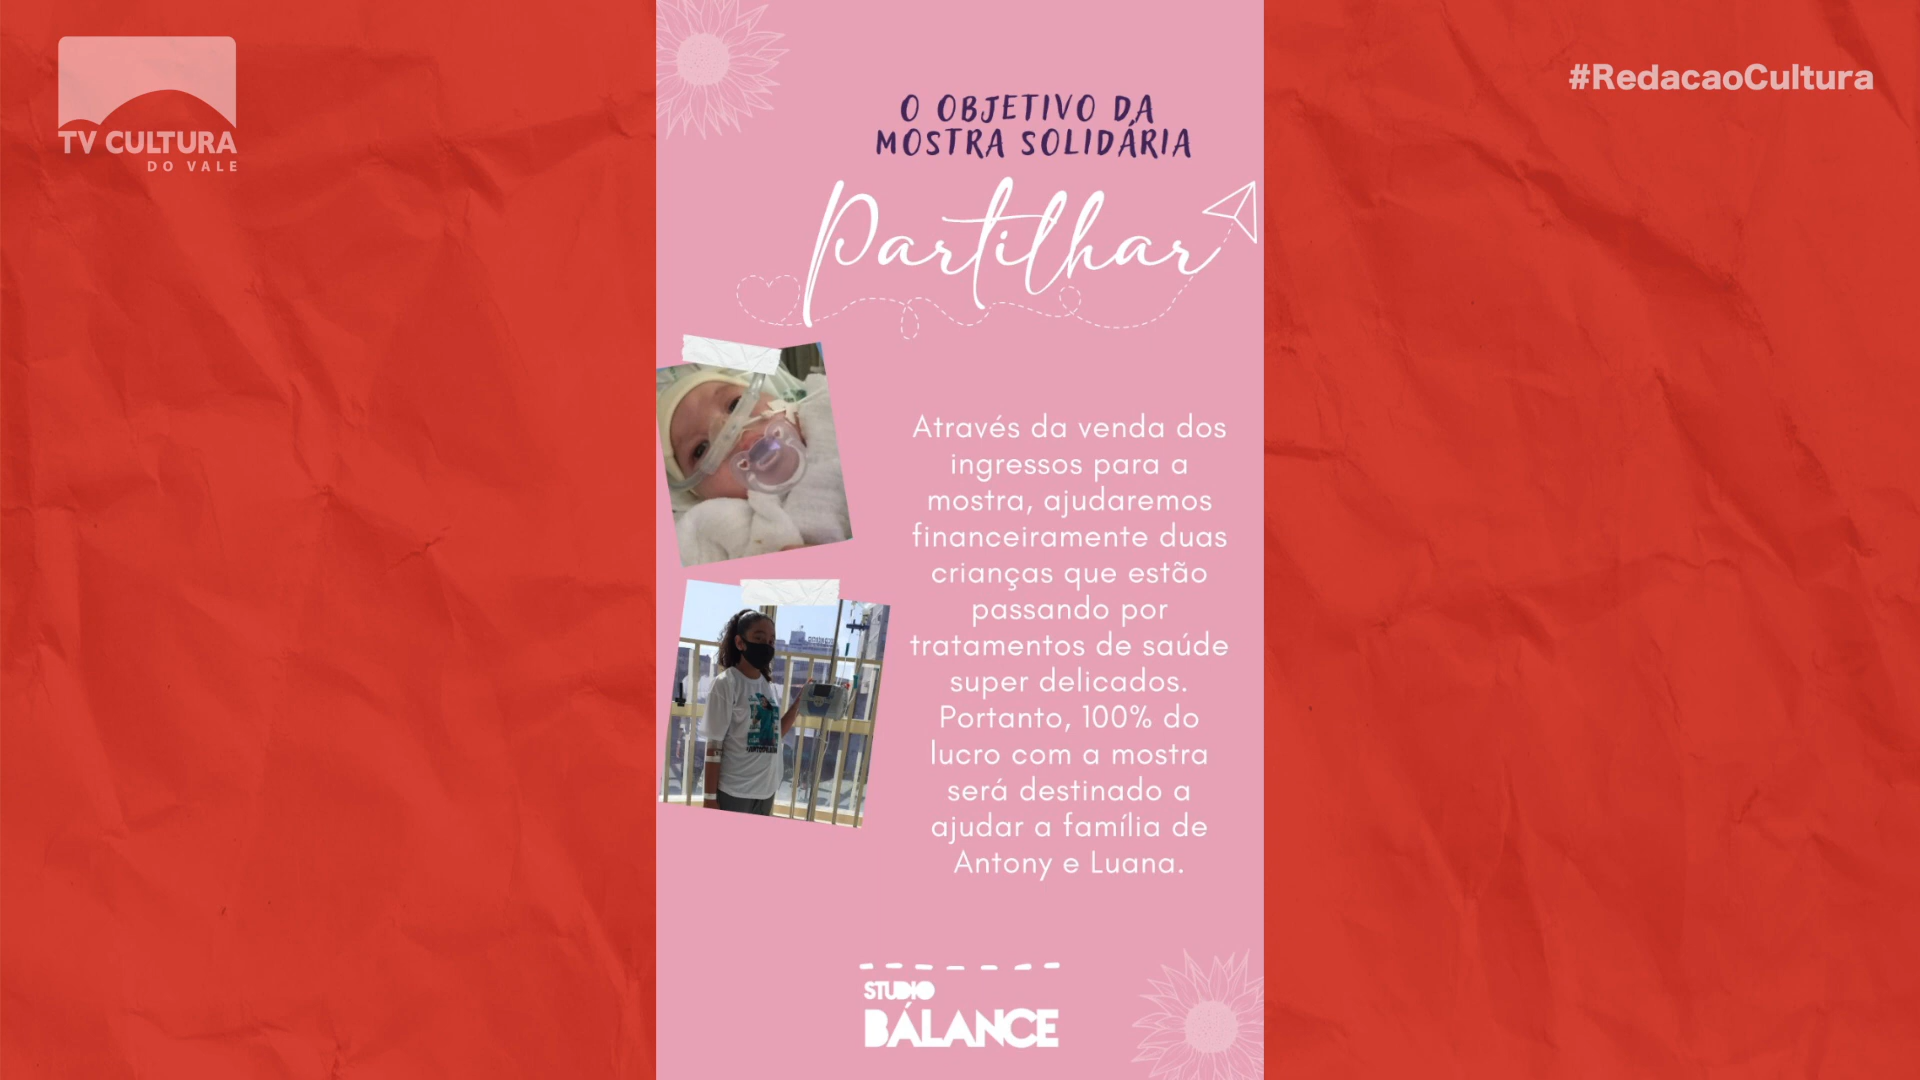 TV CULTURA
DO VALE
#RedacaoCultura
O OBJETIVO DA
MOSTRA SOLIDÁRIA
Partilhar
Através da venda dos
ingressos para a
mostra, ajudaremos
financeiramente duas
crianças que estão
passando por
tratamentos de saúde
super delicados.
Portanto, 100% do
lucro com a mostra
será destinado a
ajudar a família de
Antony e Luana.
STUDIO
BÁLANCE